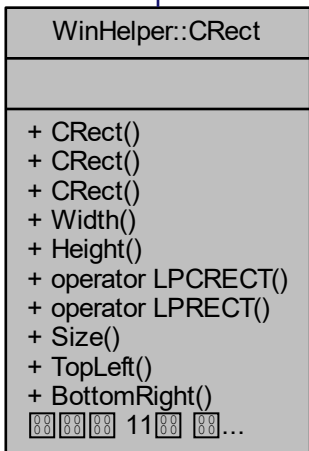 WinHelper::CRect
+ CRect()
+ CRect()
+ CRect()
+ Width()
+ Height()
+ operator LPCRECT()
+ operator LPRECT()
+ Size()
+ TopLeft()
+ BottomRight()
11